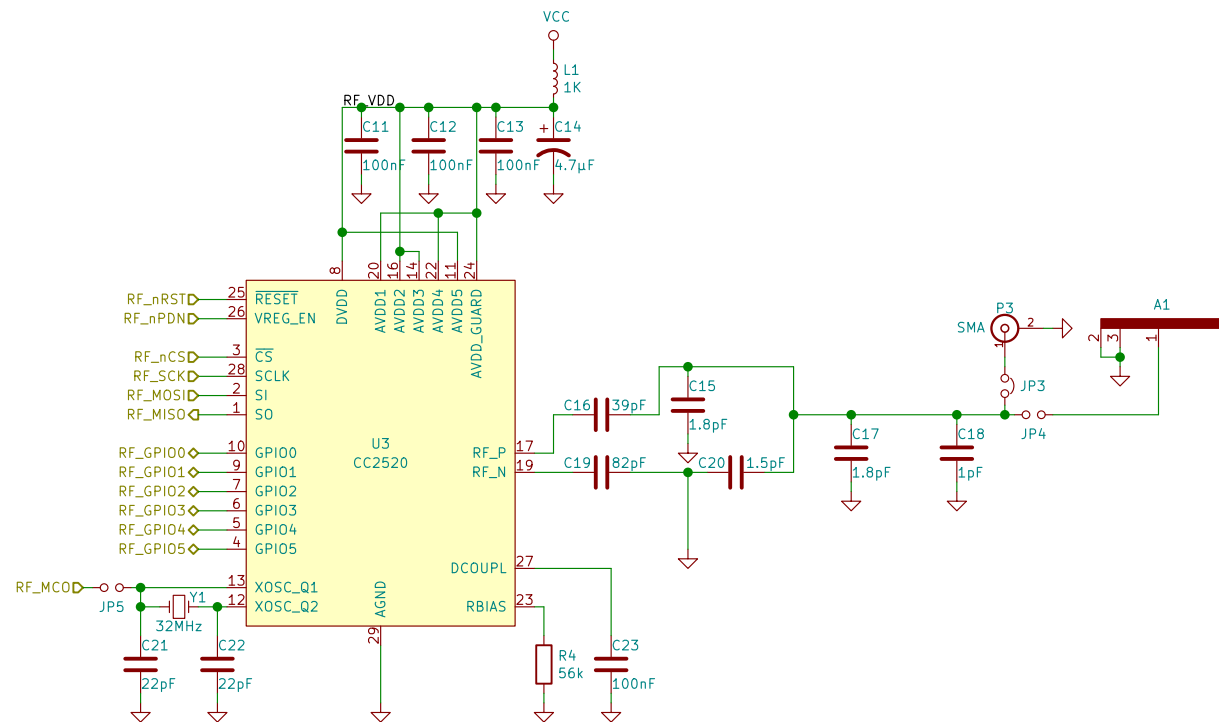 VCC
L1
1K
RF_VDD
C11
100nF
C12
100nF
C13
100nF
+
C14
4.7µF
8
20
16
14
22
11
24
DVDD
AVDD1
AVDD2
AVDD3
AVDD4
AVDD5
AVDD_GUARD
RF_nRST
25
RESET
RF_nPDN
26
VREG_EN
RF_nCS
3
CS
RF_SCK
28
SCLK
RF_MOSI
2
SI
RF_MISO
1
SO
RF_GPIO0
10
GPIO0
RF_GPIO1
9
GPIO1
RF_GPIO2
7
GPIO2
RF_GPIO3
6
GPIO3
RF_GPIO4
5
GPIO4
RF_GPIO5
4
GPIO5
RF_MCO
JP5
13
XOSC_Q1
12
XOSC_Q2
Y1
32MHz
C21
22pF
C22
22pF
U3
CC2520
AGND
29
RF_P
17
RF_N
19
DCOUPL
27
RBIAS
23
R4
56k
C23
100nF
C16
39pF
C19
82pF
C15
1.8pF
C20
1.5pF
C17
1.8pF
C18
1pF
P3
SMA
2
1
JP3
JP4
A1
2
3
1